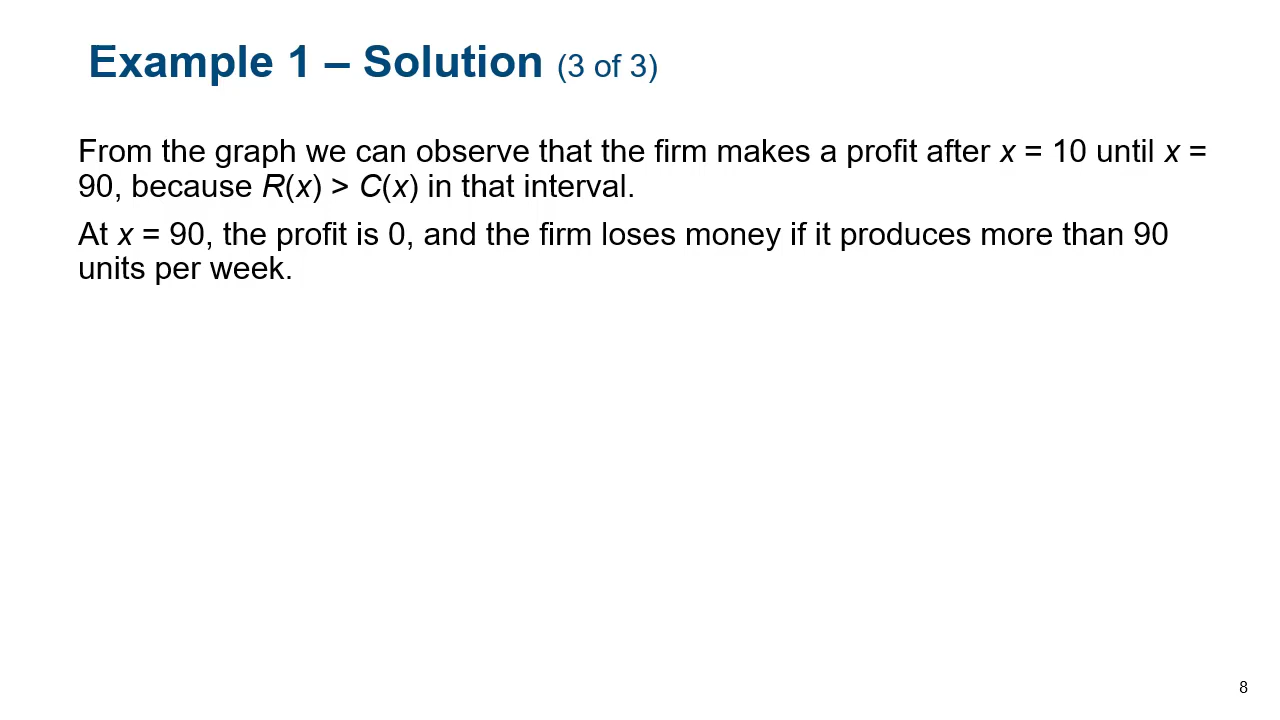 Example 1 – Solution (3 of 3)
From the graph we can observe that the firm makes a profit after x = 10 until x =
90, because R(x) > C(x) in that interval.
At x = 90, the profit is 0, and the firm loses money if it produces more than 90
units per week.
8